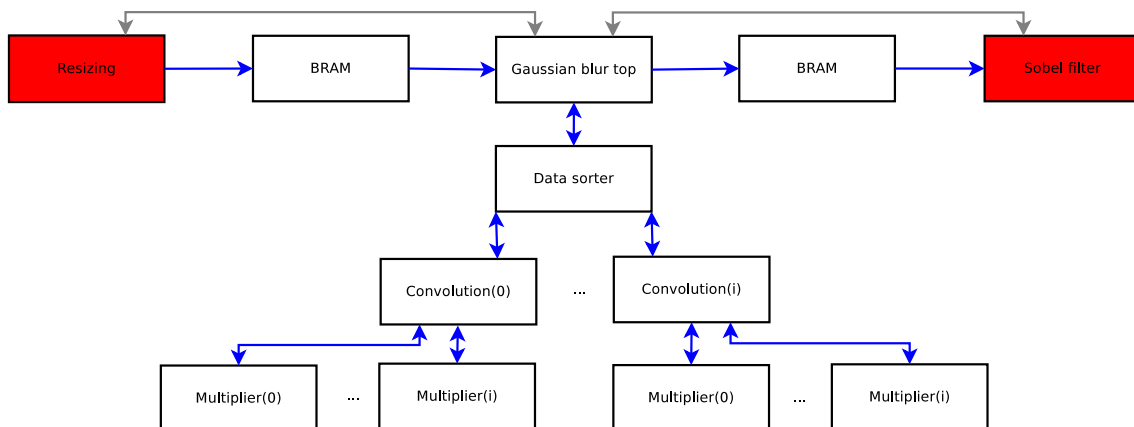 Resizing
BRAM
Gaussian blur top
BRAM
Sobel filter
Data sorter
Convolution(0)
...
Convolution(i)
Multiplier(0)
...
Multiplier(i)
Multiplier(0)
...
Multiplier(i)